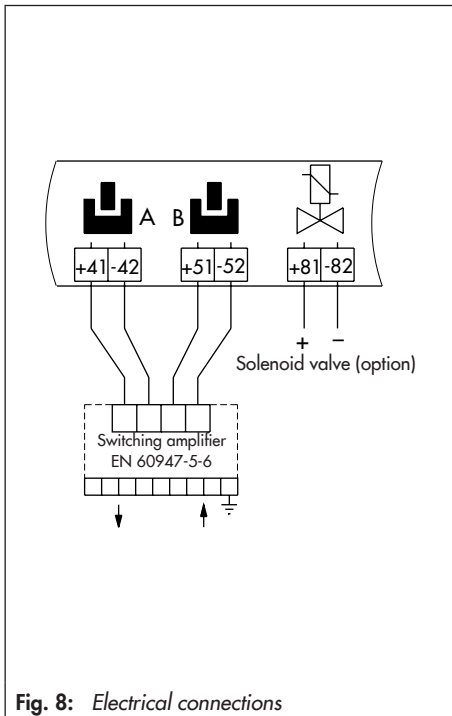 A B
+41 -42 +51 -52 +81 -82
+ −
Solenoid valve (option)
Switching amplifier
EN 60947-5-6
Fig. 8: Electrical connections